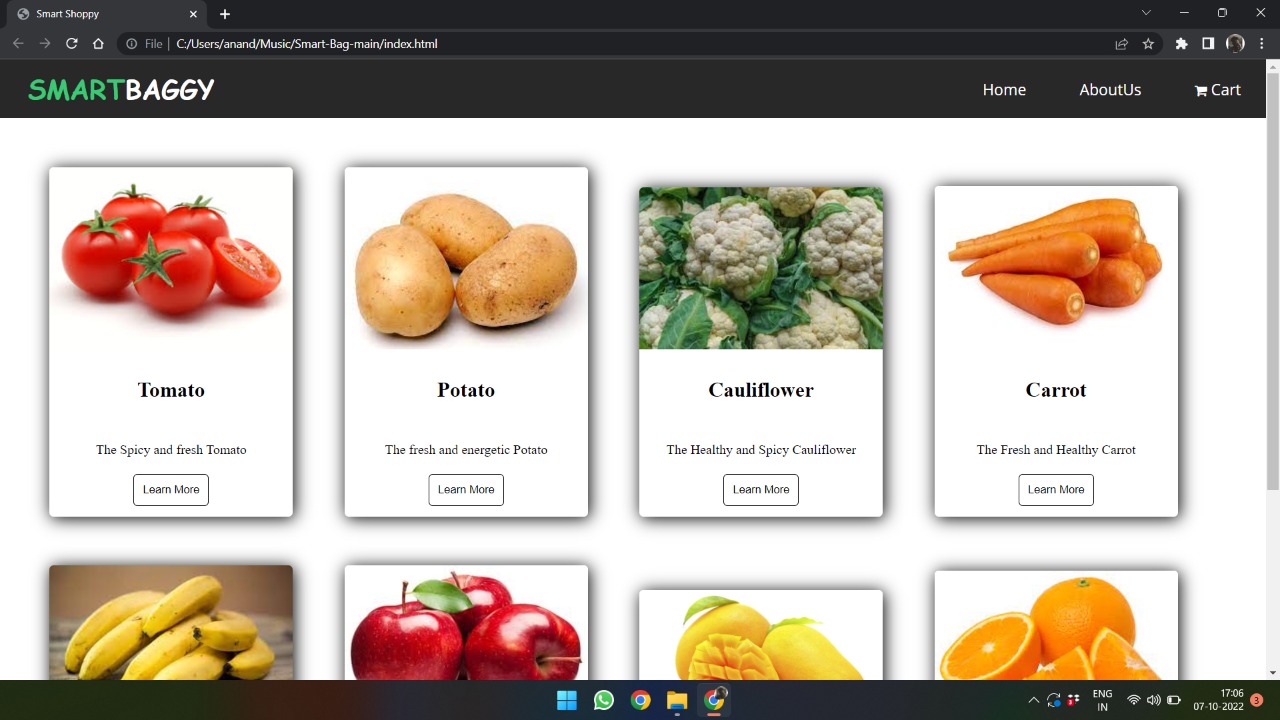 Smart Shoppy
File C:/Users/anand/Music/Smart-Bag-main/index.html
SMARTBAGGY
Home AboutUs Cart
Tomato Potato Cauliflower Carrot
The Spicy and fresh Tomato The fresh and energetic Potato The Healthy and Spicy Cauliflower The Fresh and Healthy Carrot
Learn More Learn More Learn More Learn More
ENG 17:06
IN 07-10-2022 3